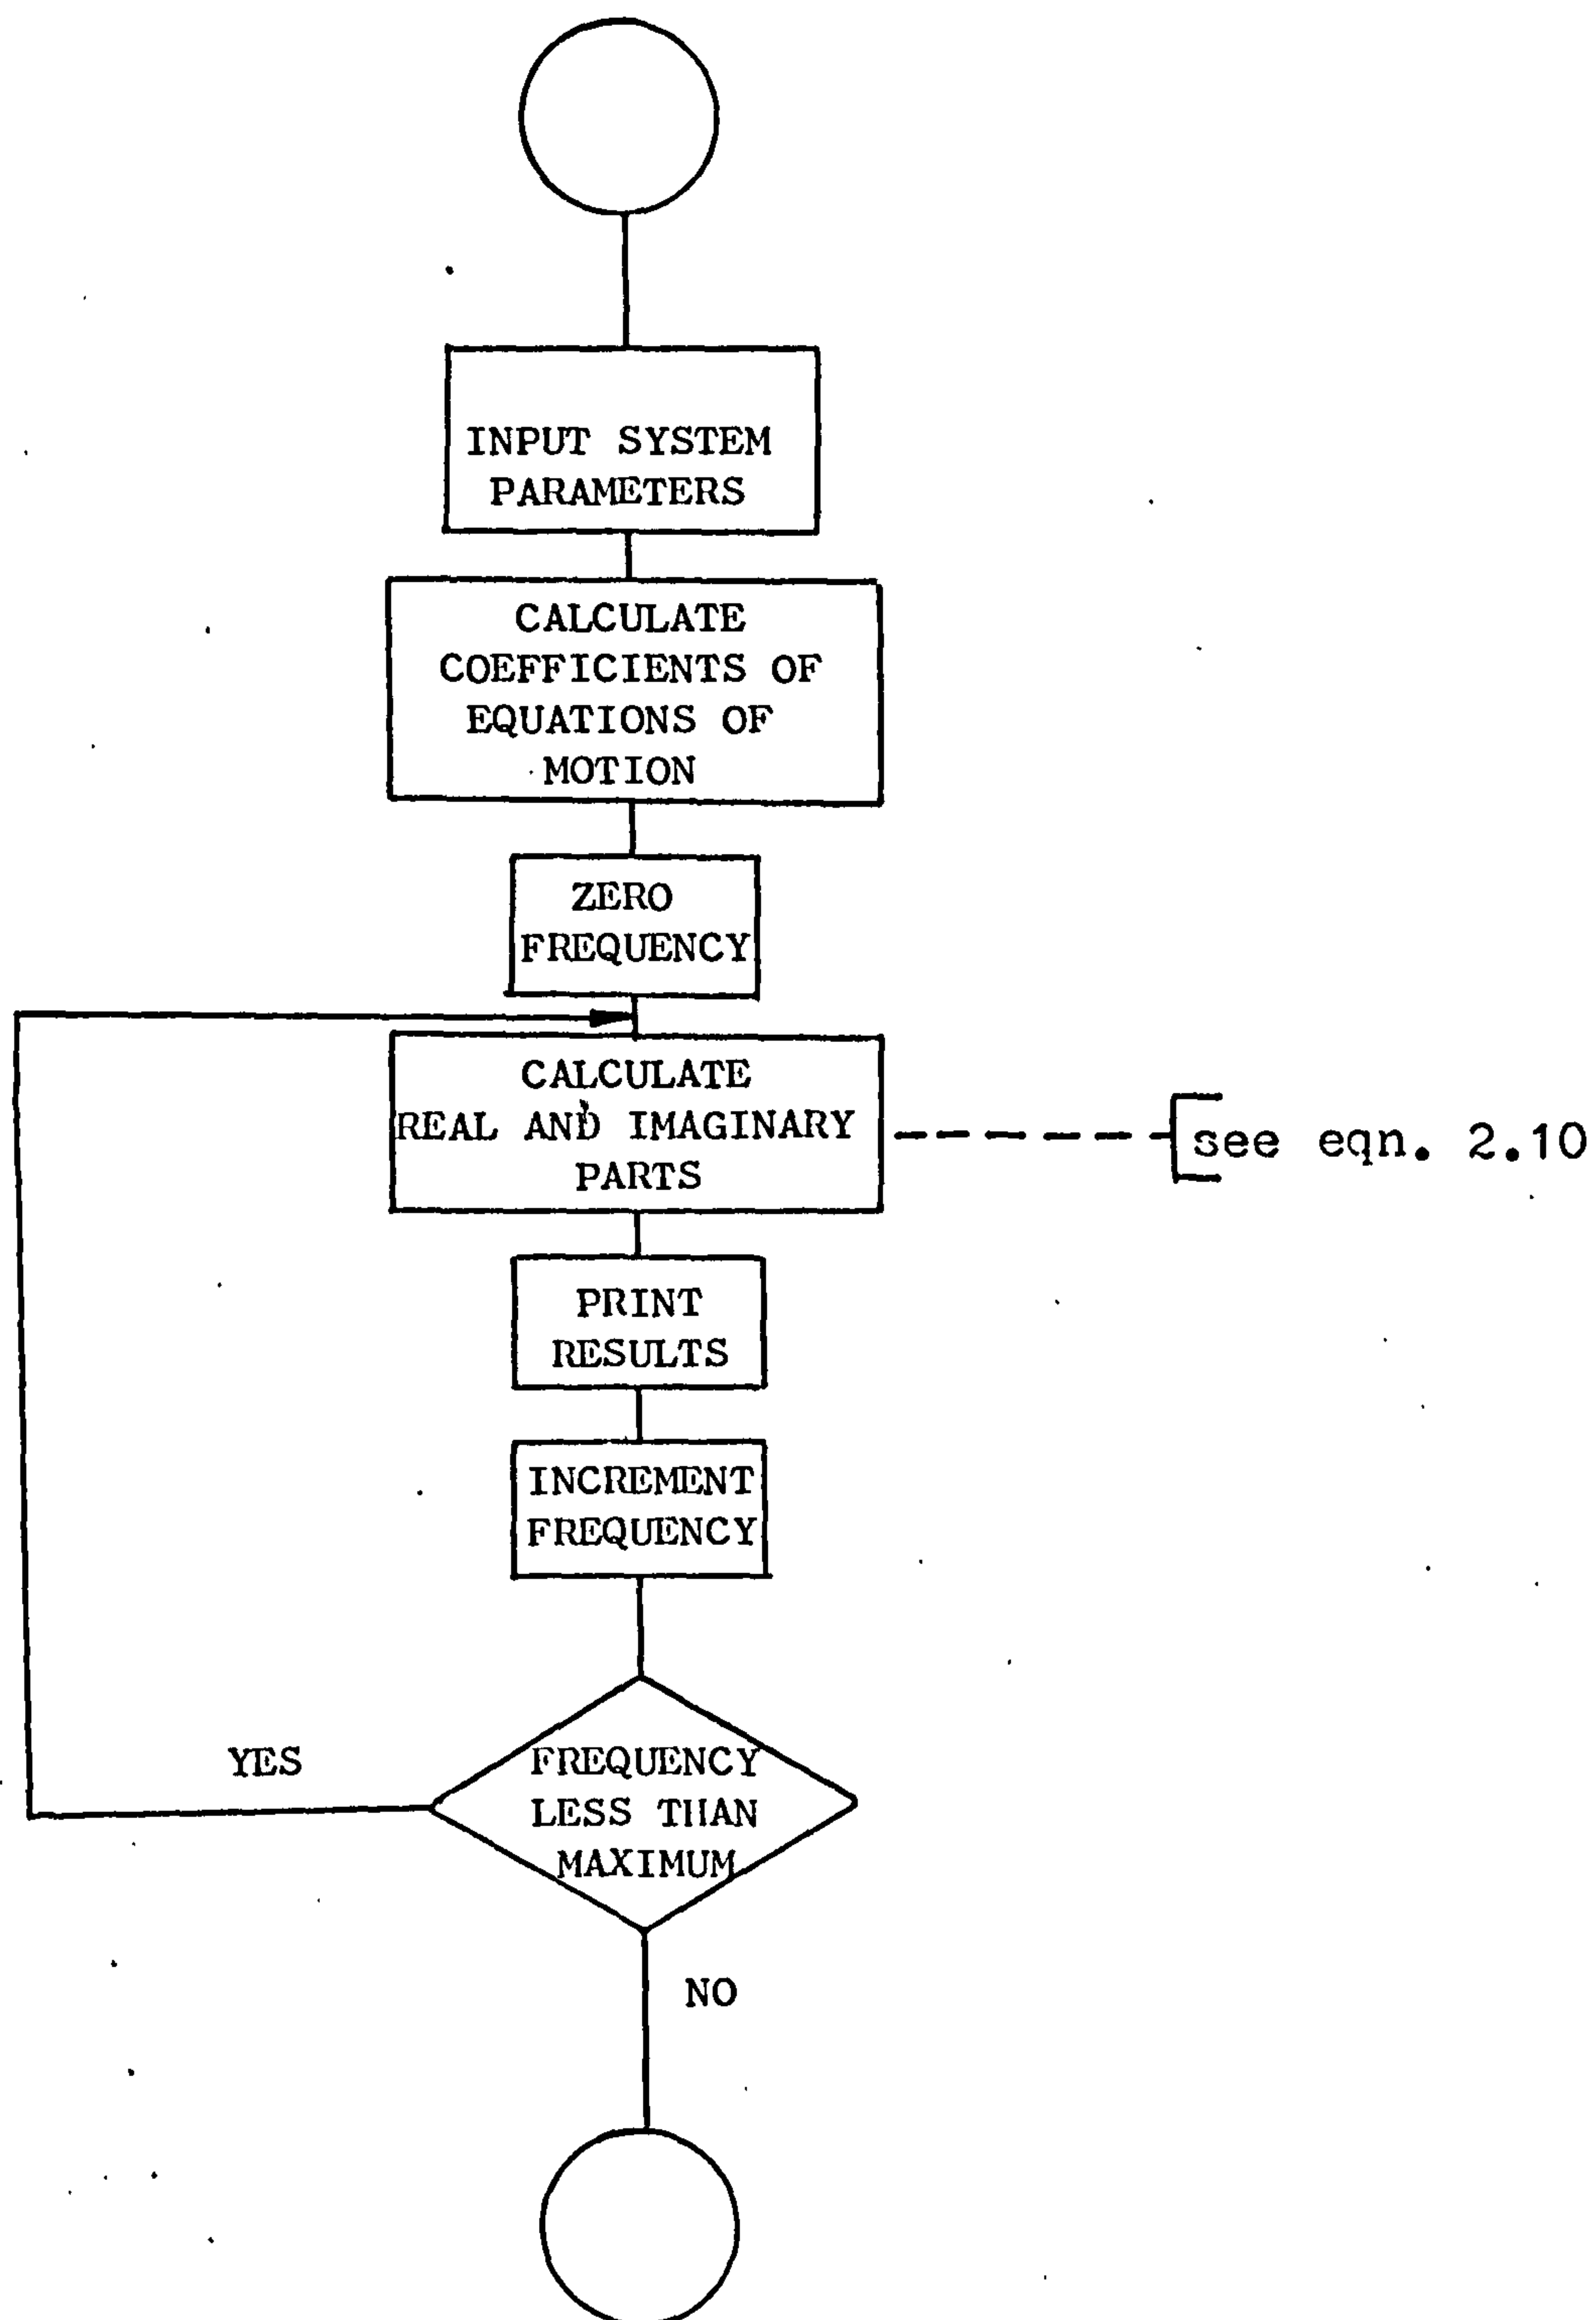 INPUT SYSTEM
PARAMETERS
CALCULATE
COEFFICIENTS OF
EQUATIONS OF
MOTION
ZERO
FREQUENCY
CALCULATE
REAL AND IMAGINARY
PARTS
see eqn. 2.10
PRINT
RESULTS
INCREMENT
FREQUENCY
FREQUENCY
LESS THAN
MAXIMUM
YES
NO